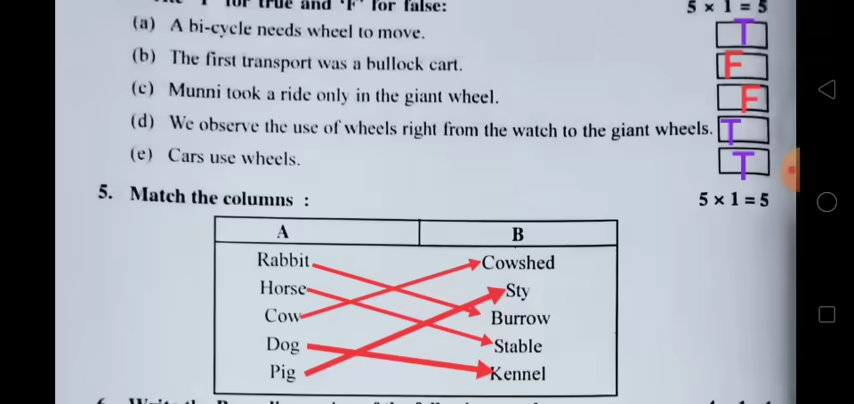 for true and 'F' for false:
5 × 1 = 5
(a) A bi-cycle needs wheel to move.
T
(b) The first transport was a bullock cart.
F
(c) Munni took a ride only in the giant wheel.
F
(d) We observe the use of wheels right from the watch to the giant wheels.
T
(e) Cars use wheels.
T
5. Match the columns :
5 × 1 = 5
A B
Rabbit Cowshed
Horse Sty
Cow Burrow
Dog Stable
Pig Kennel